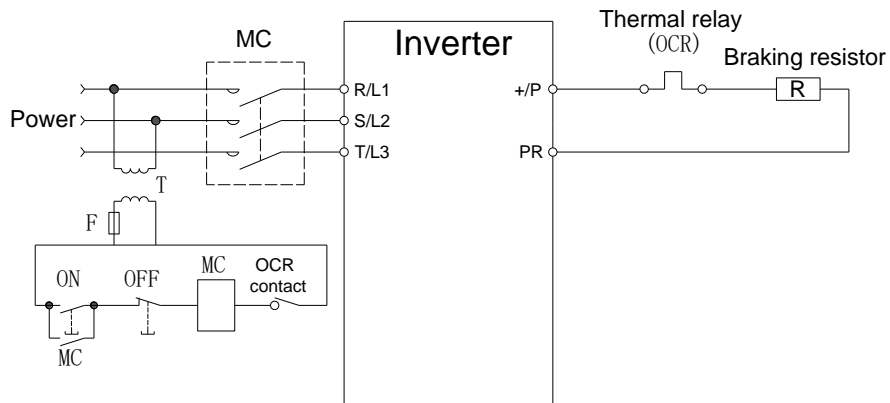 Thermal relay
(OCR)
MC
Inverter
Braking resistor
R/L1
+/P
R
Power
S/L2
T/L3
PR
T
F
ON
OFF
MC
OCR
contact
MC